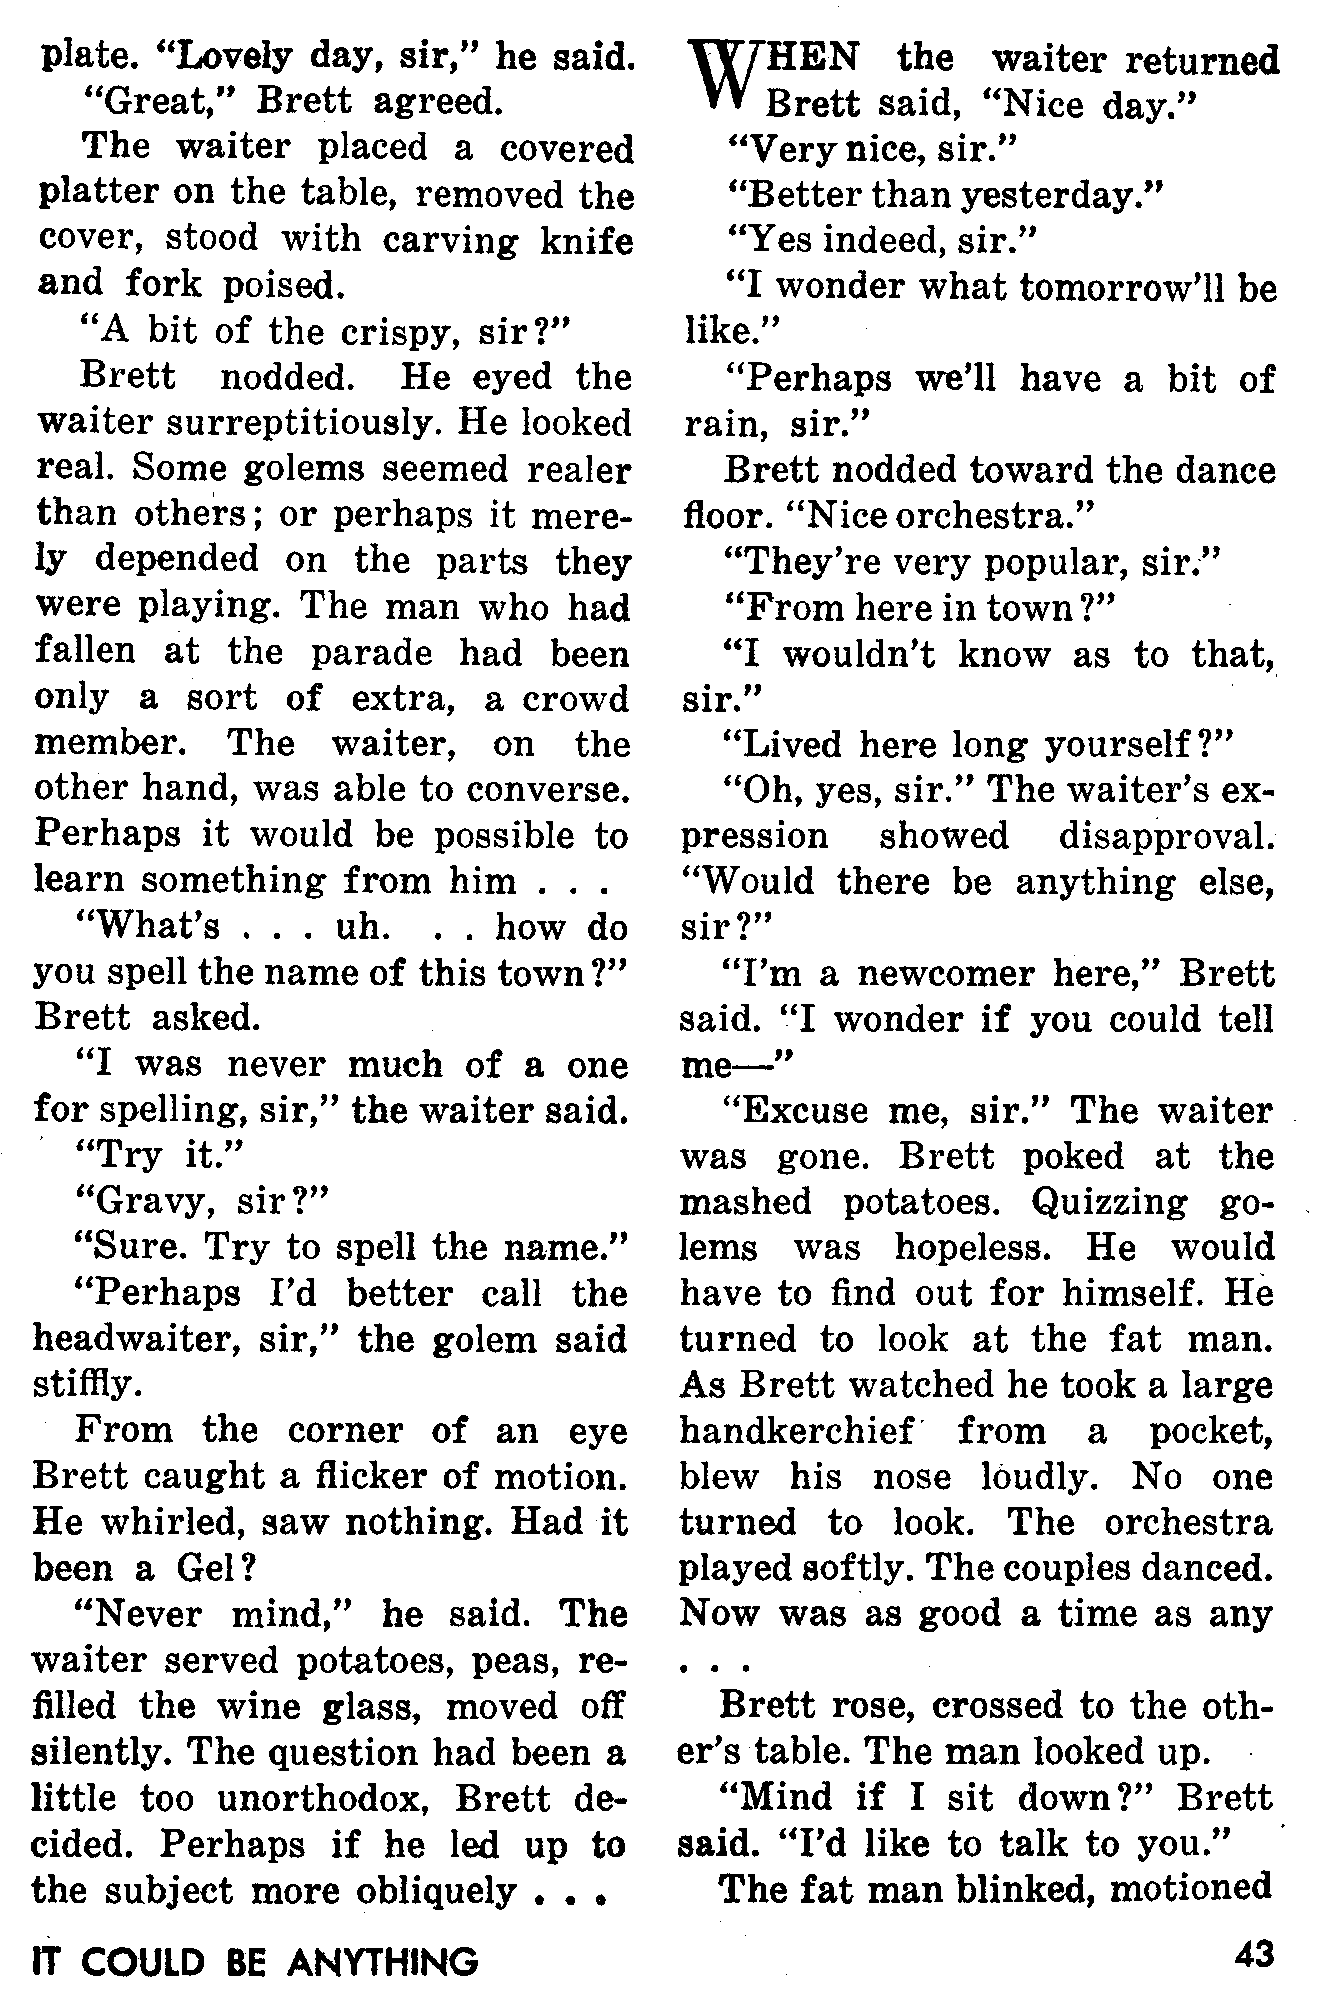 plate. “Lovely day, sir,” he said.
“Great,” Brett agreed.
The waiter placed a covered
platter on the table, removed the
cover, stood with carving knife
and fork poised.
“A bit of the crispy, sir?”
Brett nodded. He eyed the
waiter surreptitiously. He looked
real. Some golems seemed realer
than others; or perhaps it mere-
ly depended on the parts they
were playing. The man who had
fallen at the parade had been
only a sort of extra, a crowd
member. The waiter, on the
other hand, was able to converse.
Perhaps it would be possible to
learn something from him . . .
“What’s . . . uh. . . how do
you spell the name of this town?”
Brett asked.
“I was never much of a one
for spelling, sir,” the waiter said.
“Try it.”
“Gravy, sir?”
“Sure. Try to spell the name.”
“Perhaps I’d better call the
headwaiter, sir,” the golem said
stiffly.
From the corner of an eye
Brett caught a flicker of motion.
He whirled, saw nothing. Had it
been a Gel?
“Never mind,” he said. The
waiter served potatoes, peas, re-
filled the wine glass, moved off
silently. The question had been a
little too unorthodox, Brett de-
cided. Perhaps if he led up to
the subject more obliquely . . .
WHEN the waiter returned
Brett said, “Nice day.”
“Very nice, sir.”
“Better than yesterday.”
“Yes indeed, sir.”
“I wonder what tomorrow’ll be
like.”
“Perhaps we’ll have a bit of
rain, sir.”
Brett nodded toward the dance
floor. “Nice orchestra.”
“They’re very popular, sir.”
“From here in town?”
“I wouldn’t know as to that,
sir.”
“Lived here long yourself?”
“Oh, yes, sir.” The waiter’s ex-
pression showed disapproval.
“Would there be anything else,
sir?”
“I’m a newcomer here,” Brett
said. “I wonder if you could tell
me—”
“Excuse me, sir.” The waiter
was gone. Brett poked at the
mashed potatoes. Quizzing go-
lems was hopeless. He would
have to find out for himself. He
turned to look at the fat man.
As Brett watched he took a large
handkerchief from a pocket,
blew his nose loudly. No one
turned to look. The orchestra
played softly. The couples danced.
Now was as good a time as any
. . .
Brett rose, crossed to the oth-
er’s table. The man looked up.
“Mind if I sit down?” Brett
said. “I’d like to talk to you.”
The fat man blinked, motioned
IT COULD BE ANYTHING
43